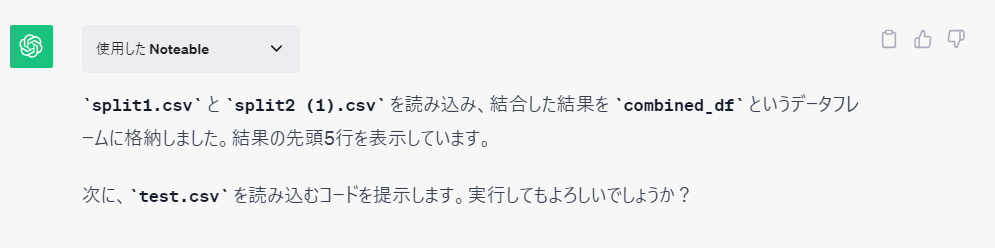 使用した Noteable
`split1.csv` と `split2 (1).csv` を読み込み、結合した結果を `combined_df` というデータフレ
ームに格納しました。結果の先頭5行を表示しています。
次に、`test.csv` を読み込むコードを提示します。実行してもよろしいでしょうか？